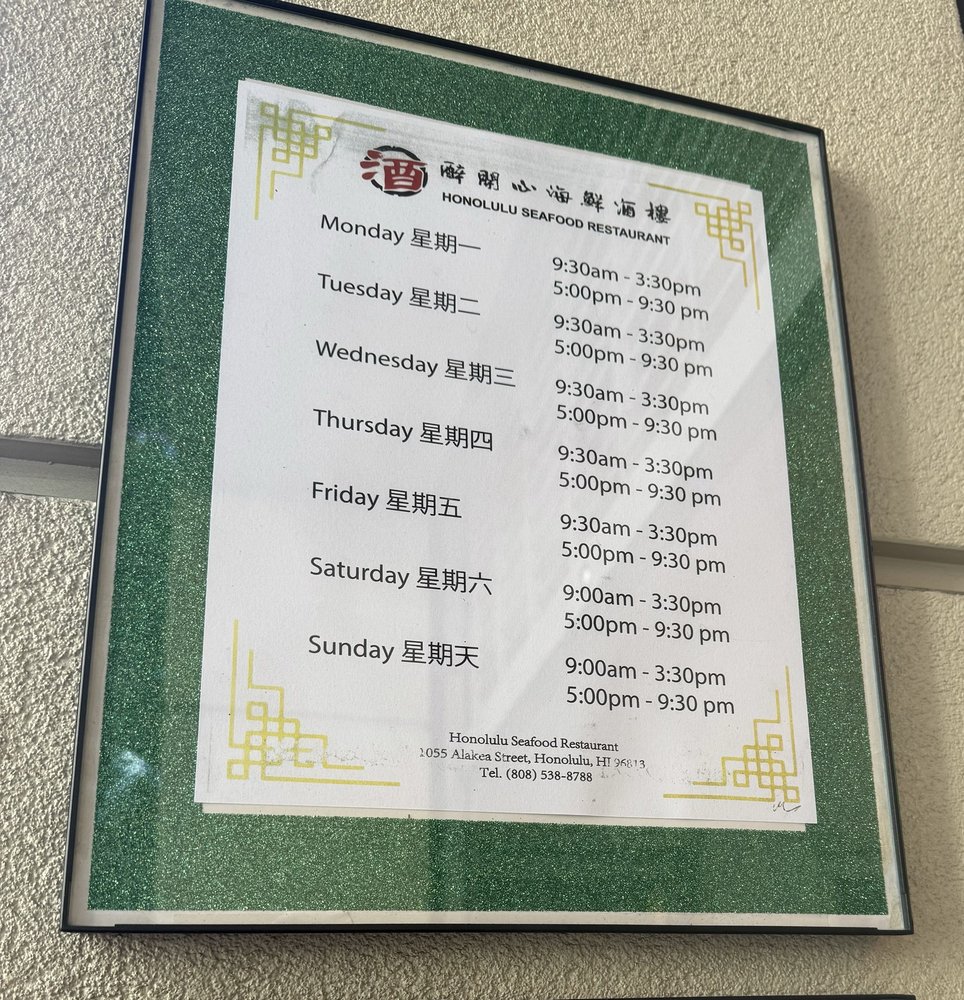 酒 醉開心海鮮酒樓
HONOLULU SEAFOOD RESTAURANT
Monday 星期一
9:30am - 3:30pm
5:00pm - 9:30 pm
Tuesday 星期二
9:30am - 3:30pm
5:00pm - 9:30 pm
Wednesday 星期三
9:30am - 3:30pm
5:00pm - 9:30 pm
Thursday 星期四
9:30am - 3:30pm
5:00pm - 9:30 pm
Friday 星期五
9:30am - 3:30pm
5:00pm - 9:30 pm
Saturday 星期六
9:00am - 3:30pm
5:00pm - 9:30 pm
Sunday 星期天
9:00am - 3:30pm
5:00pm - 9:30 pm
Honolulu Seafood Restaurant
1055 Alakea Street, Honolulu, HI 96813
Tel. (808) 538-8788